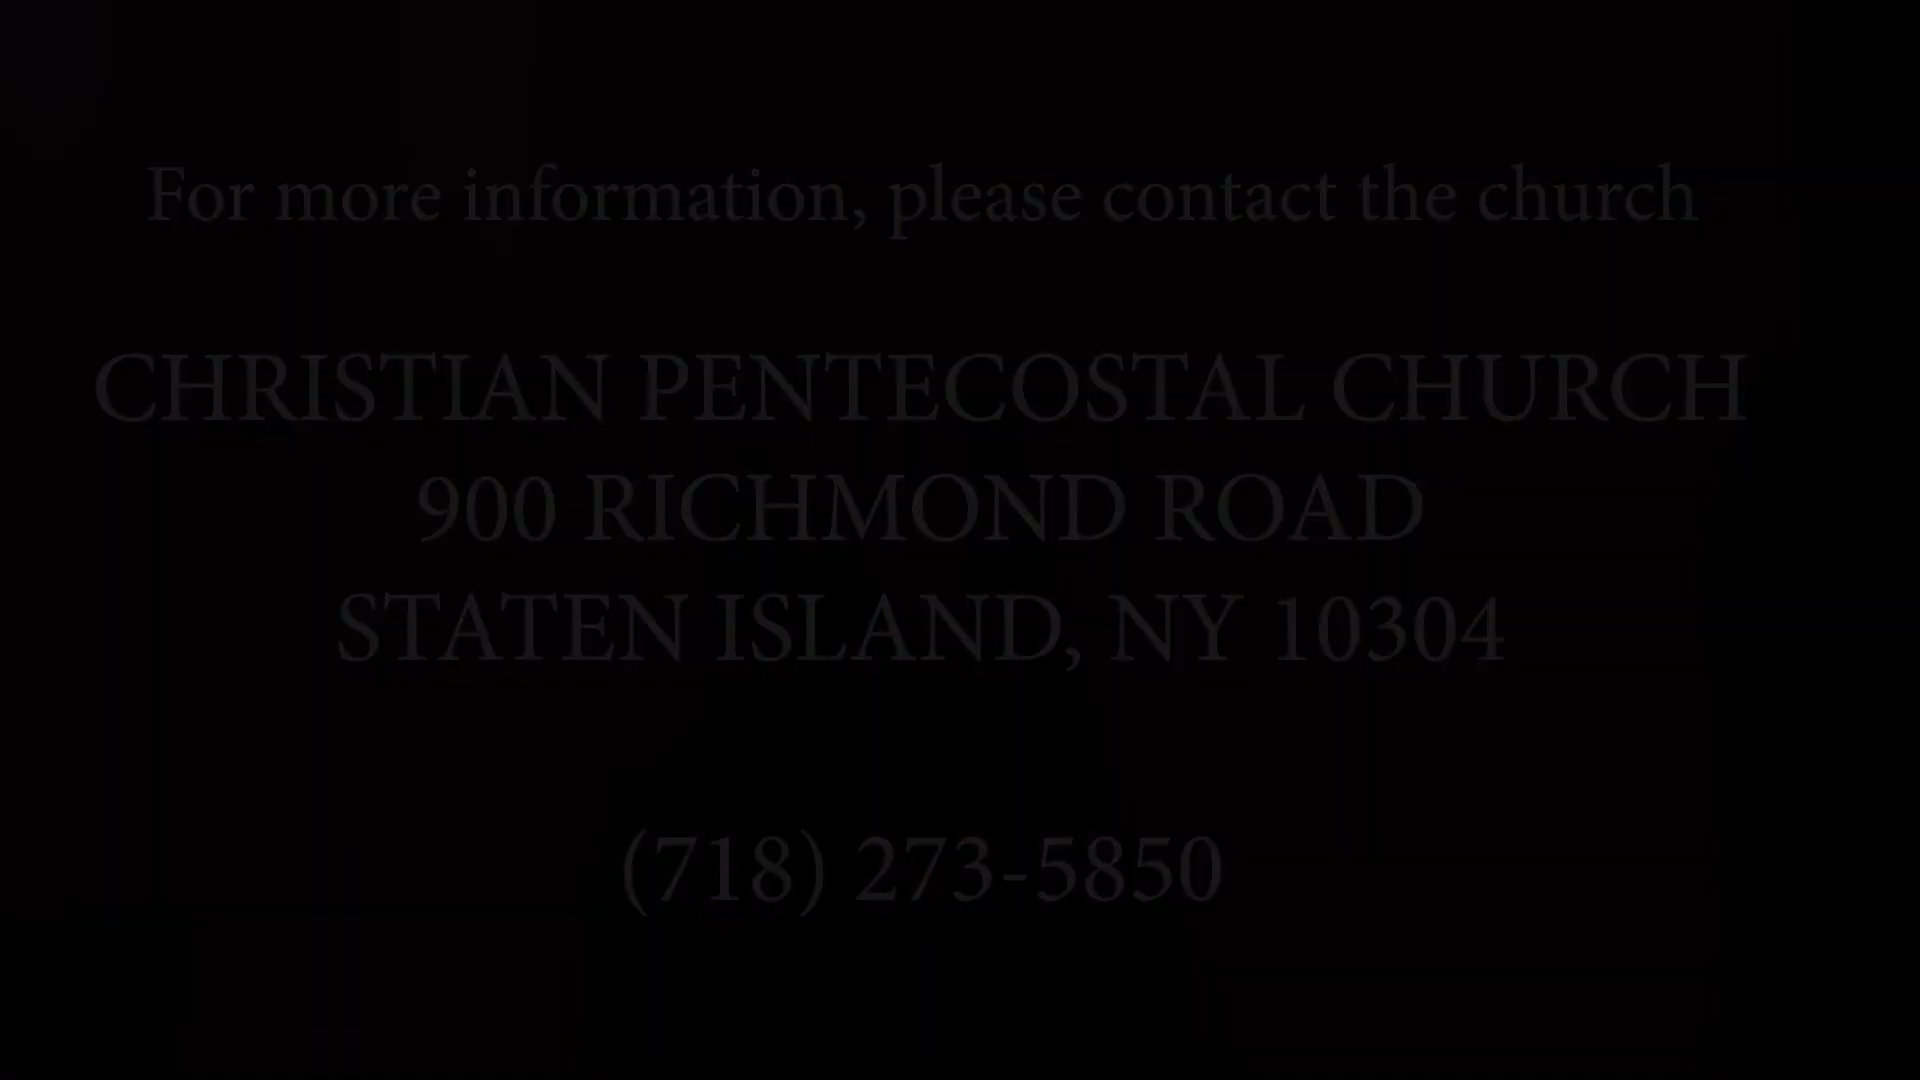 For more information, please contact the church
CHRISTIAN PENTECOSTAL CHURCH
900 RICHMOND ROAD
STATEN ISLAND, NY 10304
(718) 273-5850